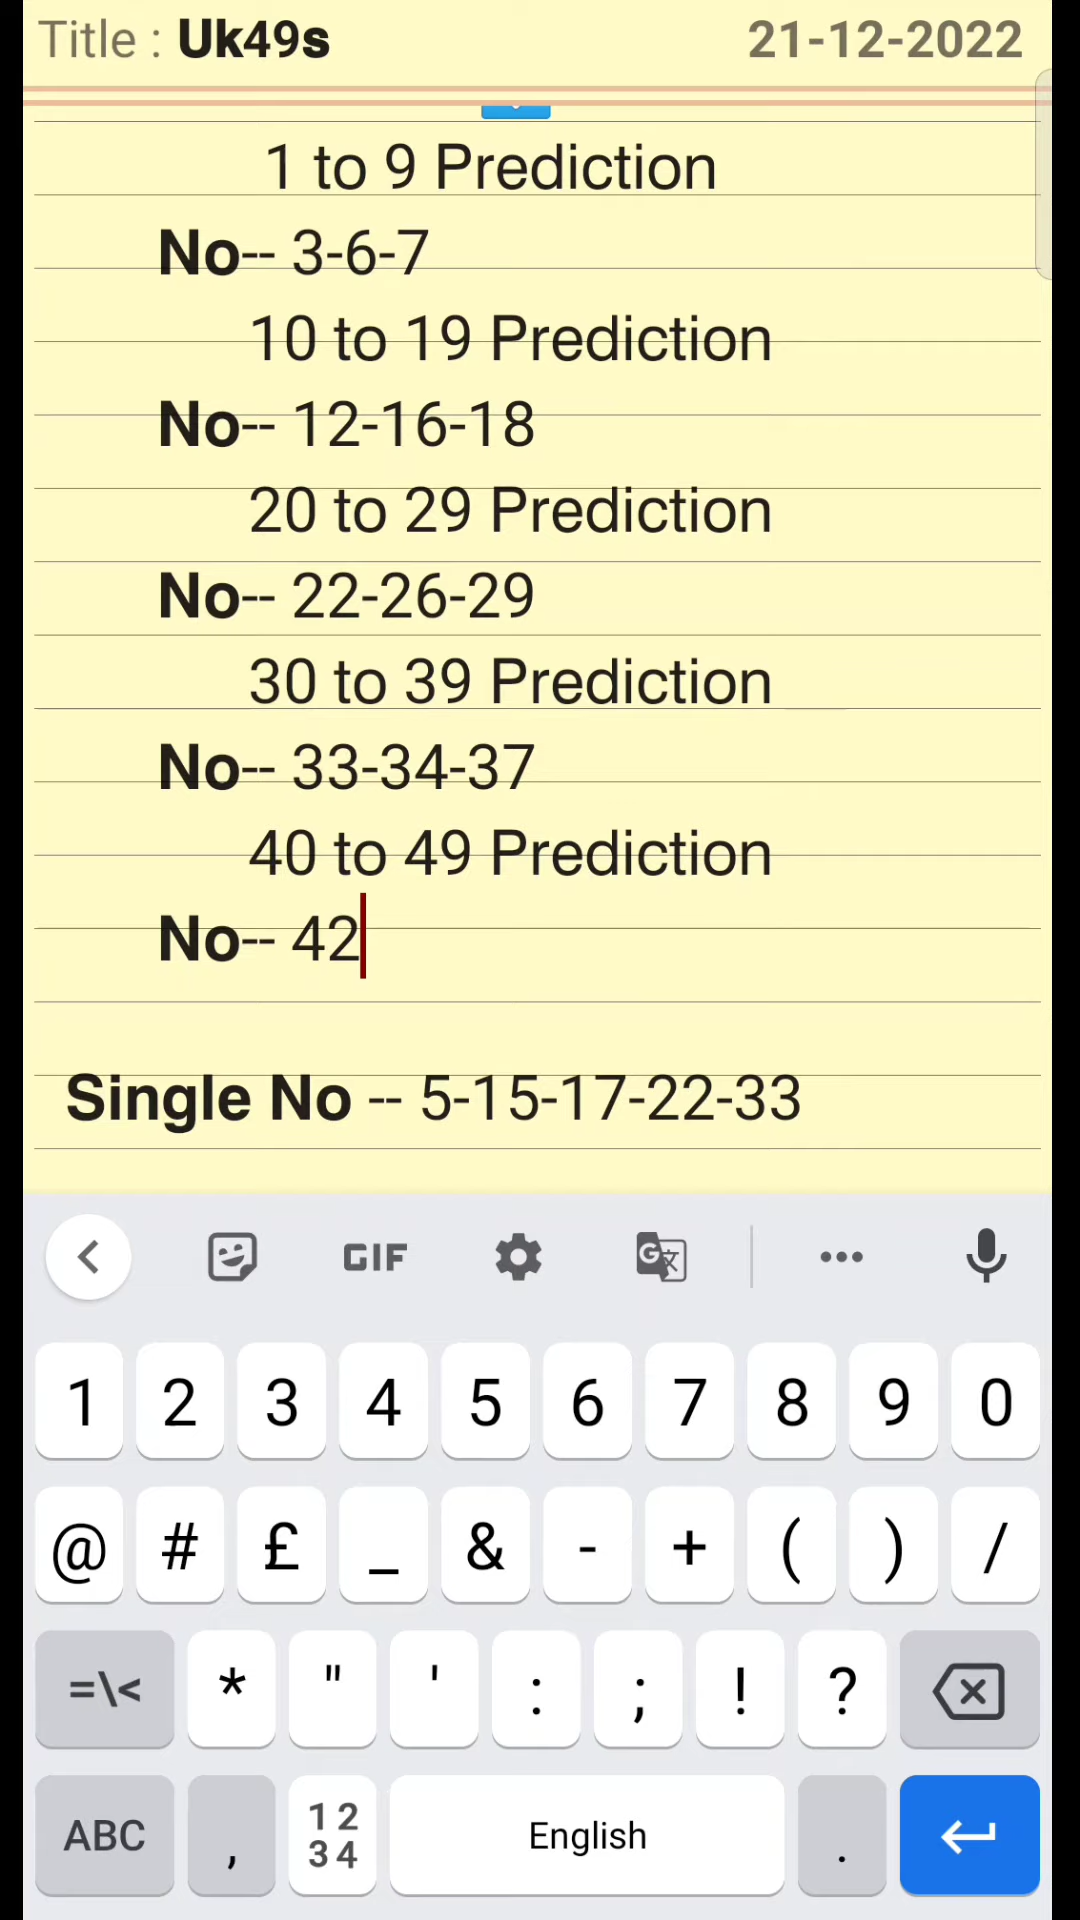 Title : Uk49s 21-12-2022
1 to 9 Prediction
No-- 3-6-7
10 to 19 Prediction
No-- 12-16-18
20 to 29 Prediction
No-- 22-26-29
30 to 39 Prediction
No-- 33-34-37
40 to 49 Prediction
No-- 42
Single No -- 5-15-17-22-33
GIF G 文
1 2 3 4 5 6 7 8 9 0
@ # £ _ & - + ( ) /
=\< * " ' : ; ! ?
ABC , 12 34 English .